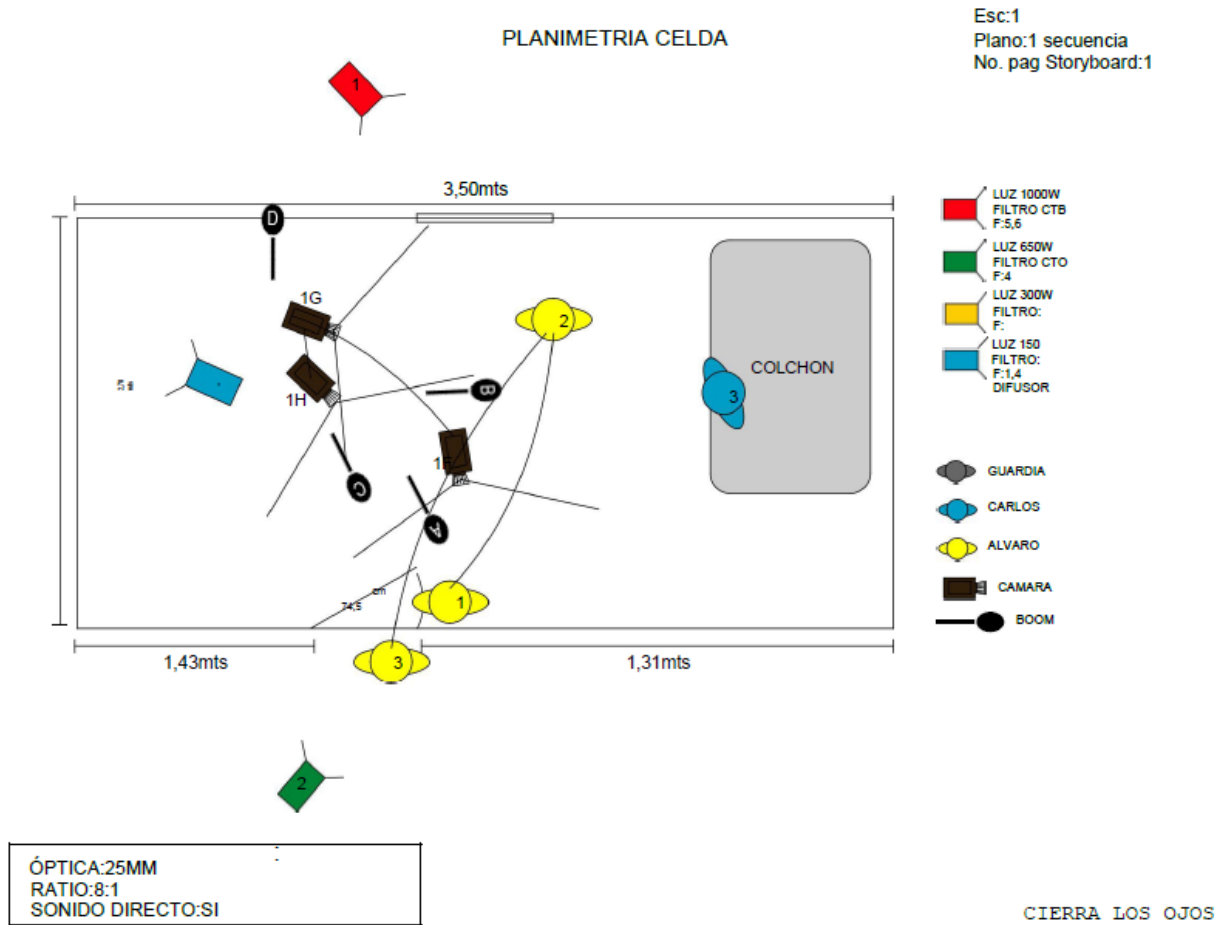 PLANIMETRIA CELDA
Esc:1
Plano:1 secuencia
No. pag Storyboard:1
1
3,50mts
D
1G
2
1H
B
COLCHON
3
1F
C
A
74,5
cm
1
3
1,43mts
1,31mts
2
LUZ 1000W
FILTRO CTB
F:5,6
LUZ 650W
FILTRO CTO
F:4
LUZ 300W
FILTRO:
F:
LUZ 150
FILTRO:
F:1,4
DIFUSOR
GUARDIA
CARLOS
ALVARO
CAMARA
BOOM
:
ÓPTICA:25MM
RATIO:8:1
SONIDO DIRECTO:SI
CIERRA LOS OJOS